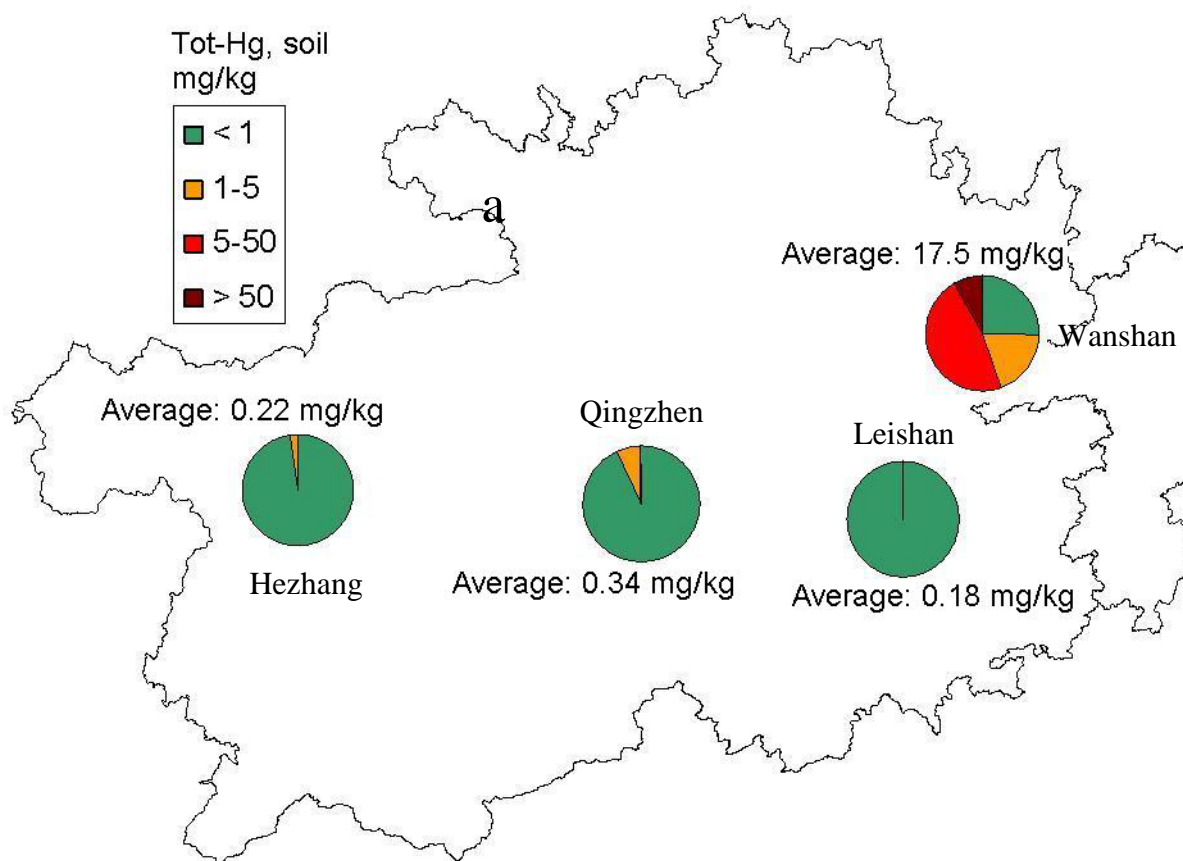 Tot-Hg, soil
mg/kg
< 1
1-5
5-50
> 50
a
Average: 17.5 mg/kg
Wanshan
Average: 0.22 mg/kg
Hezhang
Qingzhen
Average: 0.34 mg/kg
Leishan
Average: 0.18 mg/kg